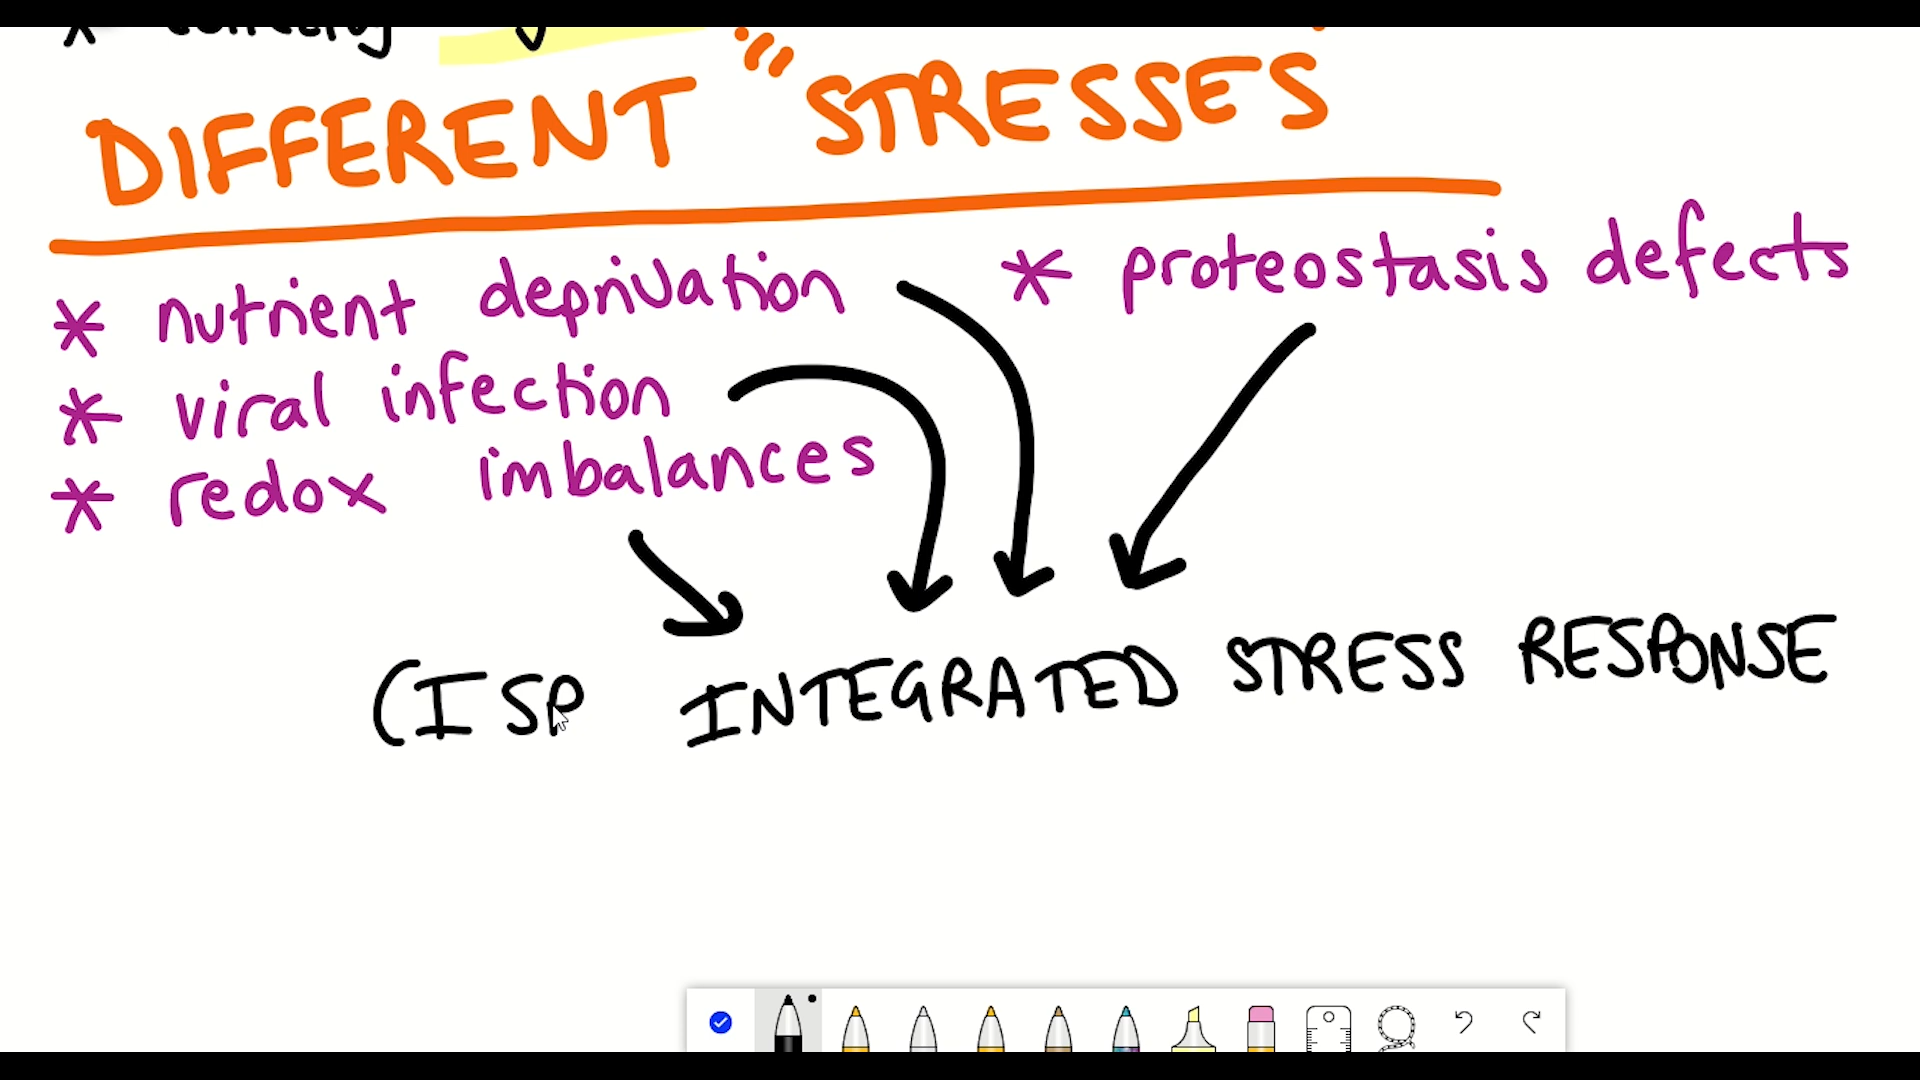 DIFFERENT "STRESSES
* nutrient deprivation * proteostasis defects
* viral infection
* redox imbalances
(ISR INTEGRATED STRESS RESPONSE